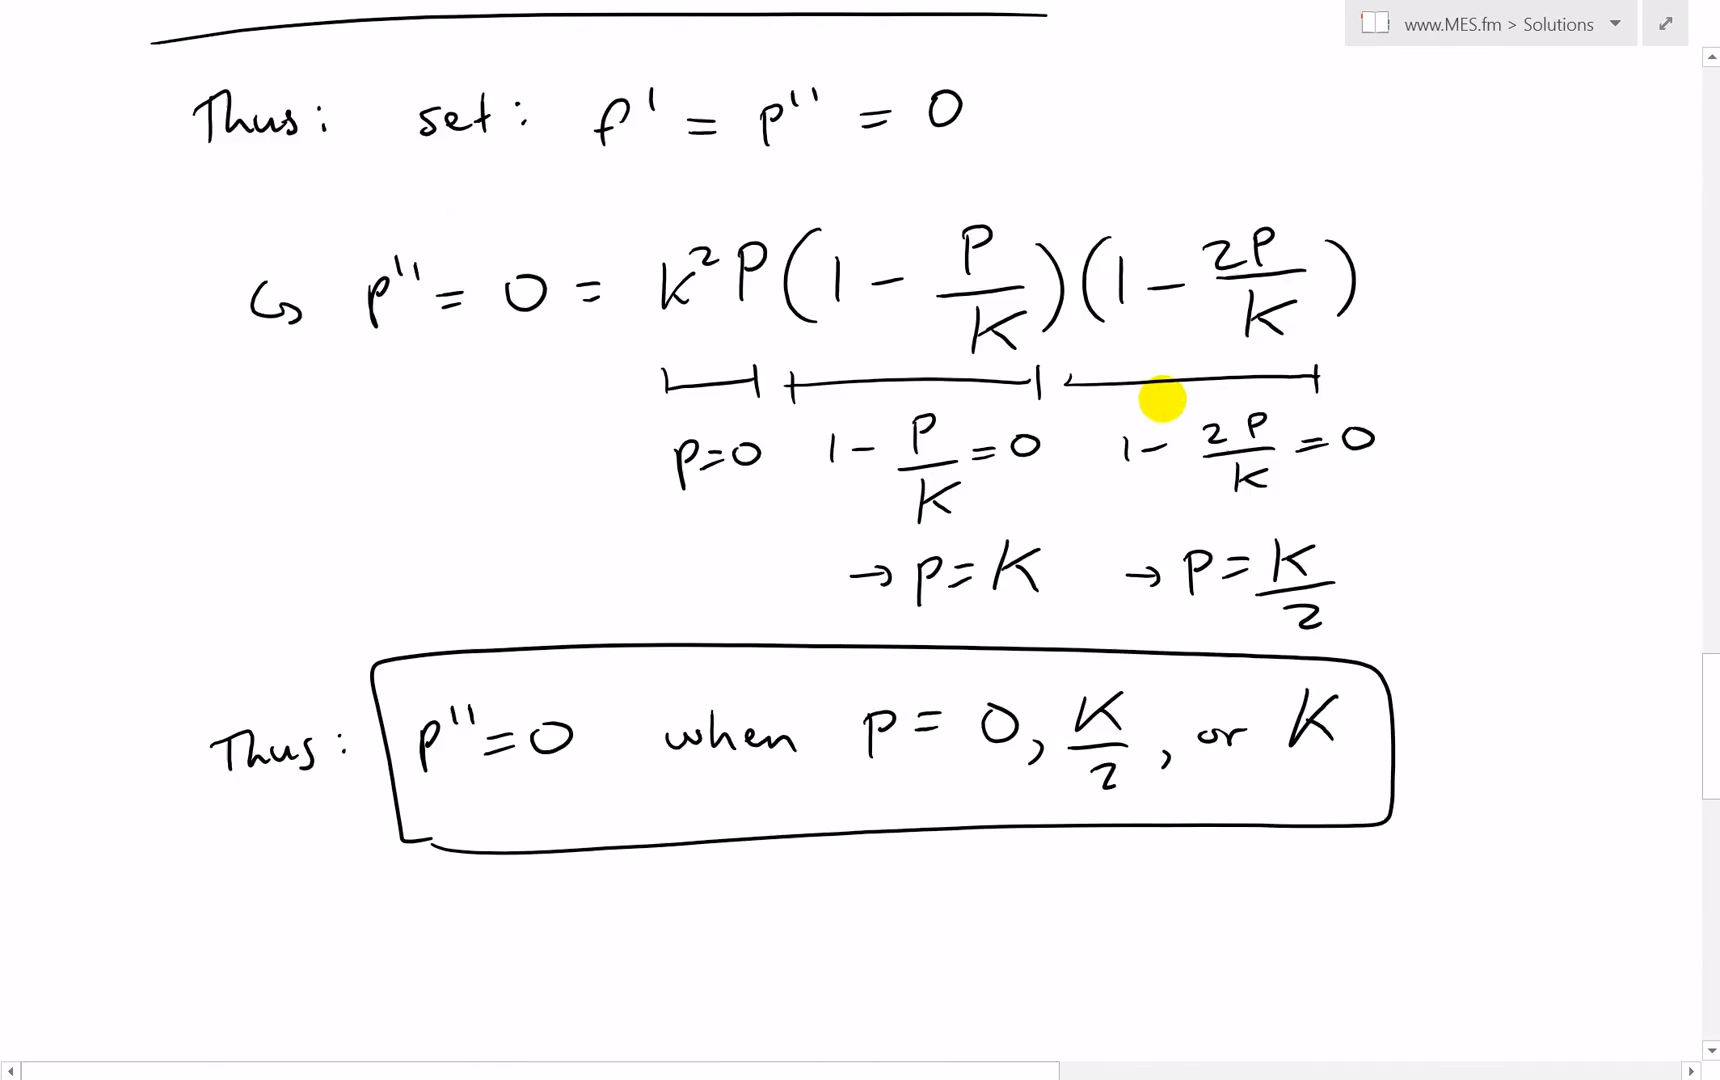 www.MES.fm > Solutions
Thus: set: f' = P'' = 0
↪ P'' = 0 = k²P(1 - P/K)(1 - 2P/K)
P=0 1 - P/K = 0 1 - 2P/K = 0
→ P = K → P = K/2
Thus: P'' = 0 when P = 0, K/2, or K